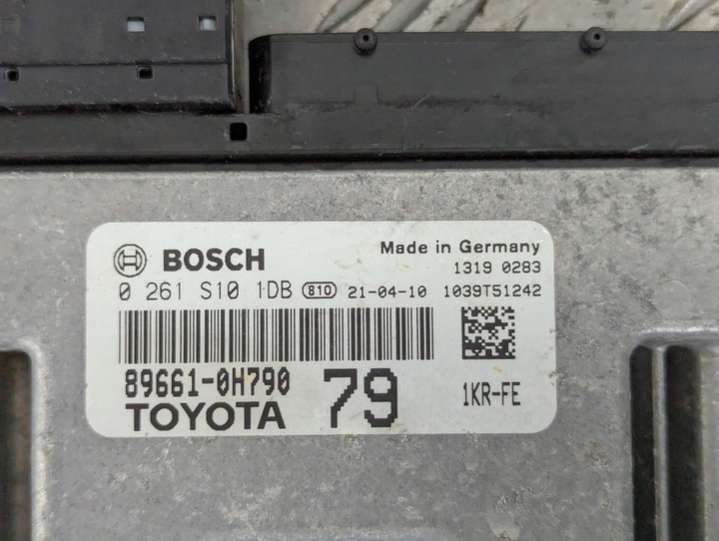 BOSCH Made in Germany
1319 0283
0 261 S10 1DB 810 21-04-10 1039T51242
89661-0H790
TOYOTA 79 1KR-FE